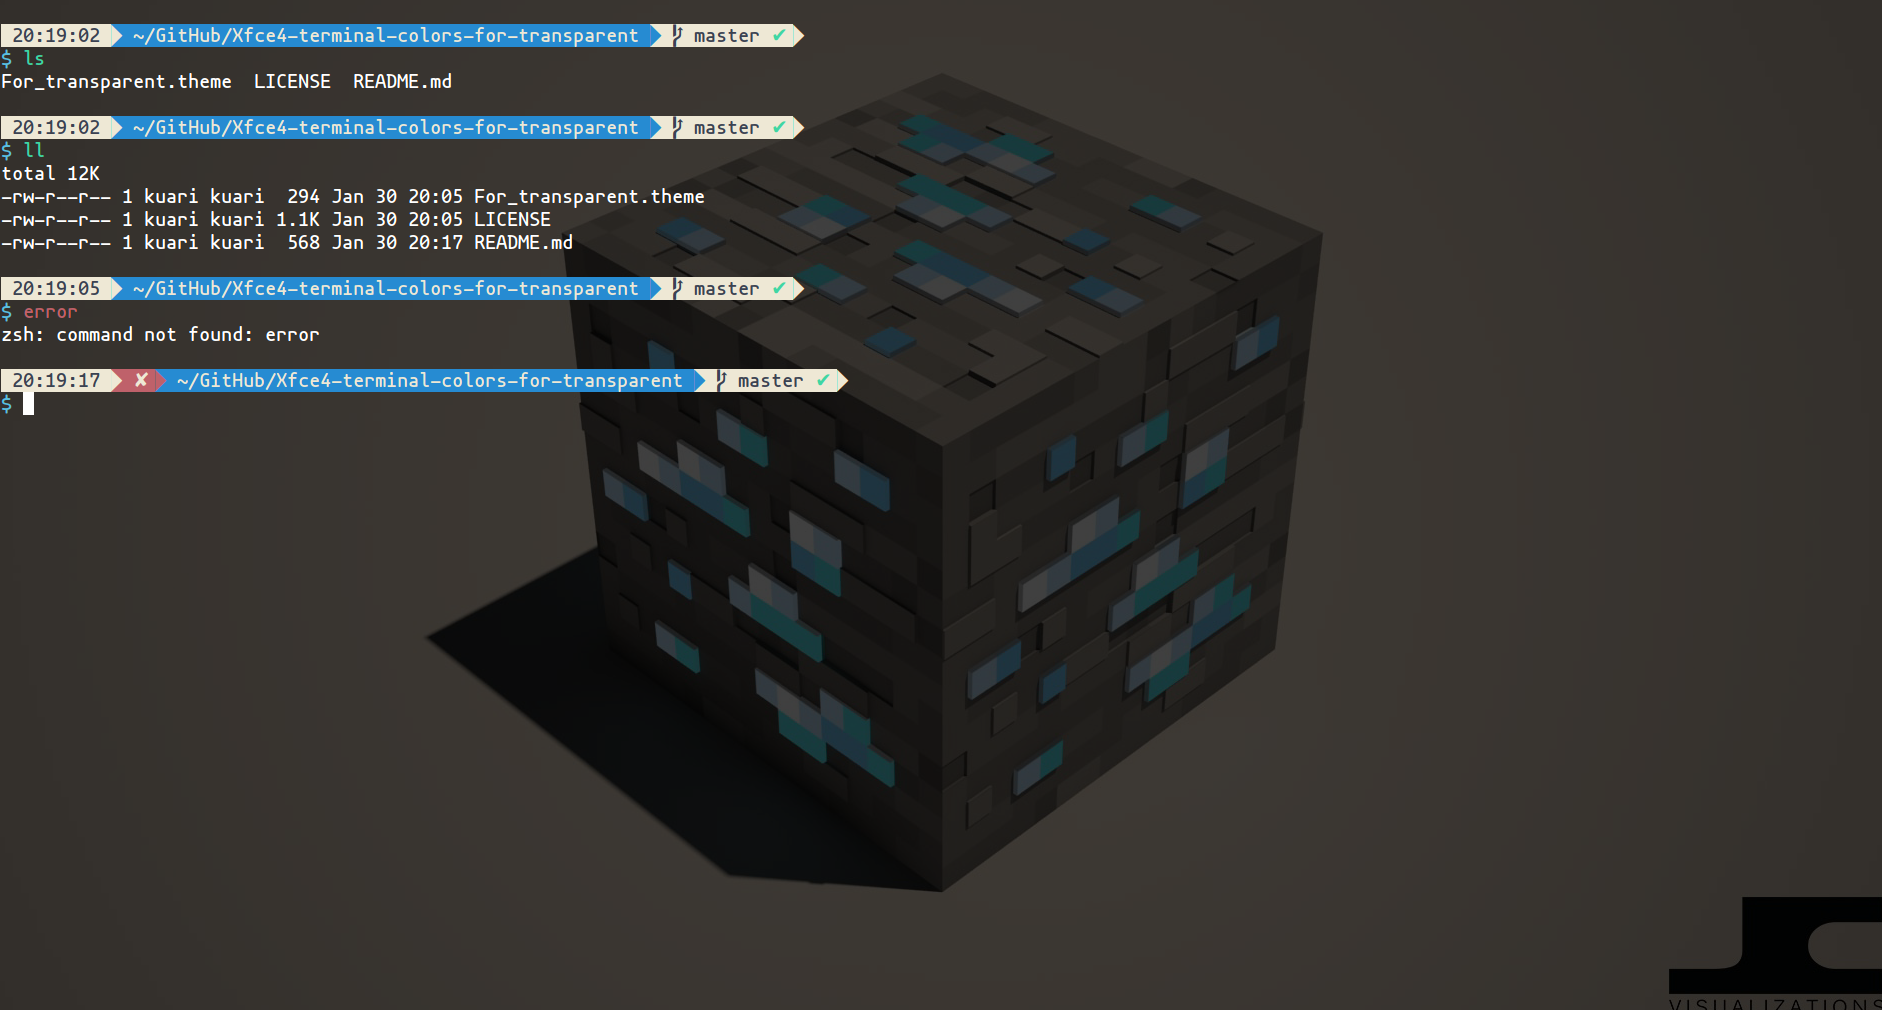 20:19:02 ~/GitHub/Xfce4-terminal-colors-for-transparent master ✔
$ ls
For_transparent.theme  LICENSE  README.md
20:19:02 ~/GitHub/Xfce4-terminal-colors-for-transparent master ✔
$ ll
total 12K
-rw-r--r-- 1 kuari kuari  294 Jan 30 20:05 For_transparent.theme
-rw-r--r-- 1 kuari kuari 1.1K Jan 30 20:05 LICENSE
-rw-r--r-- 1 kuari kuari  568 Jan 30 20:17 README.md
20:19:05 ~/GitHub/Xfce4-terminal-colors-for-transparent master ✔
$ error
zsh: command not found: error
20:19:17 ✘ ~/GitHub/Xfce4-terminal-colors-for-transparent master ✔
$
VISUALIZATIONS